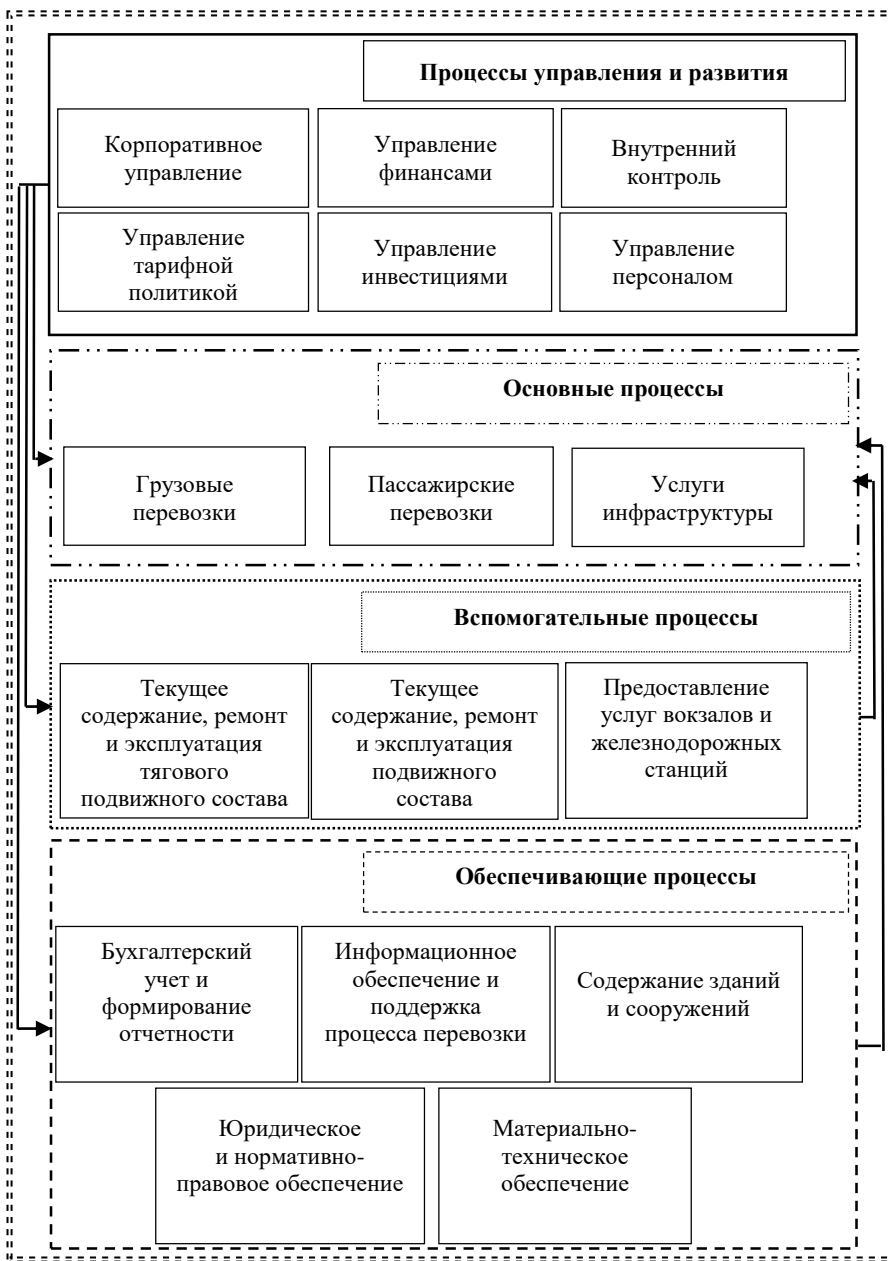 Процессы управления и развития
Корпоративное
управление
Управление
финансами
Внутренний
контроль
Управление
тарифной
политикой
Управление
инвестициями
Управление
персоналом
Основные процессы
Грузовые
перевозки
Пассажирские
перевозки
Услуги
инфраструктуры
Вспомогательные процессы
Текущее
содержание, ремонт
и эксплуатация
тягового
подвижного состава
Текущее
содержание, ремонт
и эксплуатация
подвижного
состава
Предоставление
услуг вокзалов и
железнодорожных
станций
Обеспечивающие процессы
Бухгалтерский
учет и
формирование
отчетности
Информационное
обеспечение и
поддержка
процесса перевозки
Содержание зданий
и сооружений
Юридическое
и нормативно-
правовое обеспечение
Материально-
техническое
обеспечение